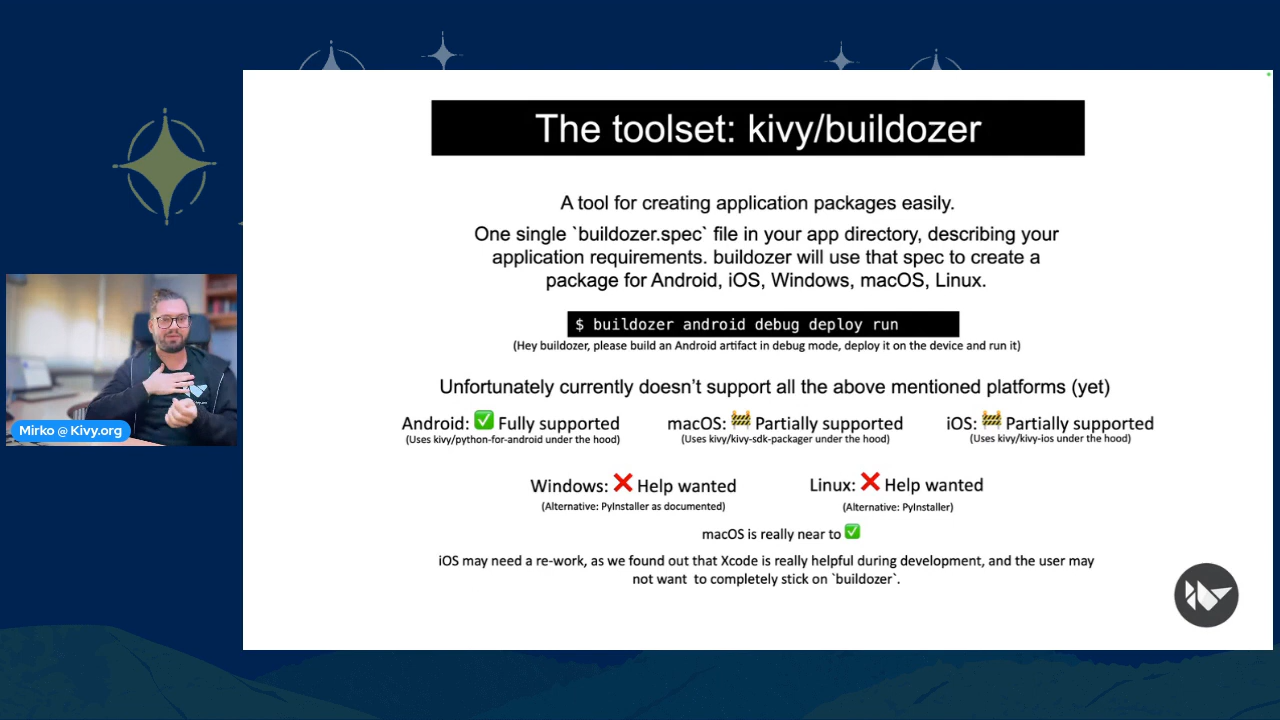 The toolset: kivy/buildozer
A tool for creating application packages easily.
One single `buildozer.spec` file in your app directory, describing your
application requirements. buildozer will use that spec to create a
package for Android, iOS, Windows, macOS, Linux.
$ buildozer android debug deploy run
(Hey buildozer, please build an Android artifact in debug mode, deploy it on the device and run it)
Unfortunately currently doesn’t support all the above mentioned platforms (yet)
Android: ✅ Fully supported
(Uses kivy/python-for-android under the hood)
macOS: 🚧 Partially supported
(Uses kivy/kivy-sdk-packager under the hood)
iOS: 🚧 Partially supported
(Uses kivy/kivy-ios under the hood)
Windows: ❌ Help wanted
(Alternative: PyInstaller as documented)
Linux: ❌ Help wanted
(Alternative: PyInstaller)
macOS is really near to ✅
iOS may need a re-work, as we found out that Xcode is really helpful during development, and the user may
not want to completely stick on `buildozer`.
Mirko @ Kivy.org